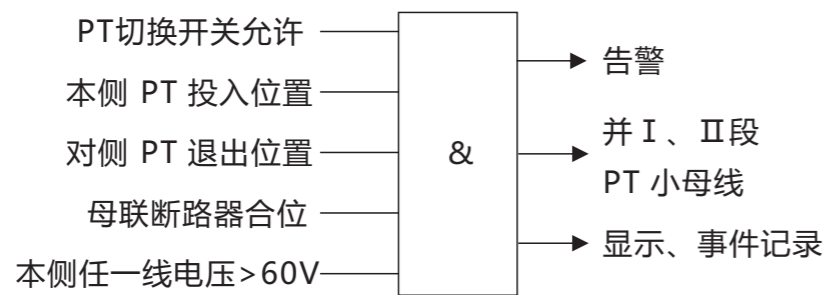 PT切换开关允许
本侧 PT 投入位置
对侧 PT 退出位置
母联断路器合位
本侧任一线电压>60V
&
告警
并Ⅰ、Ⅱ段
PT 小母线
显示、事件记录